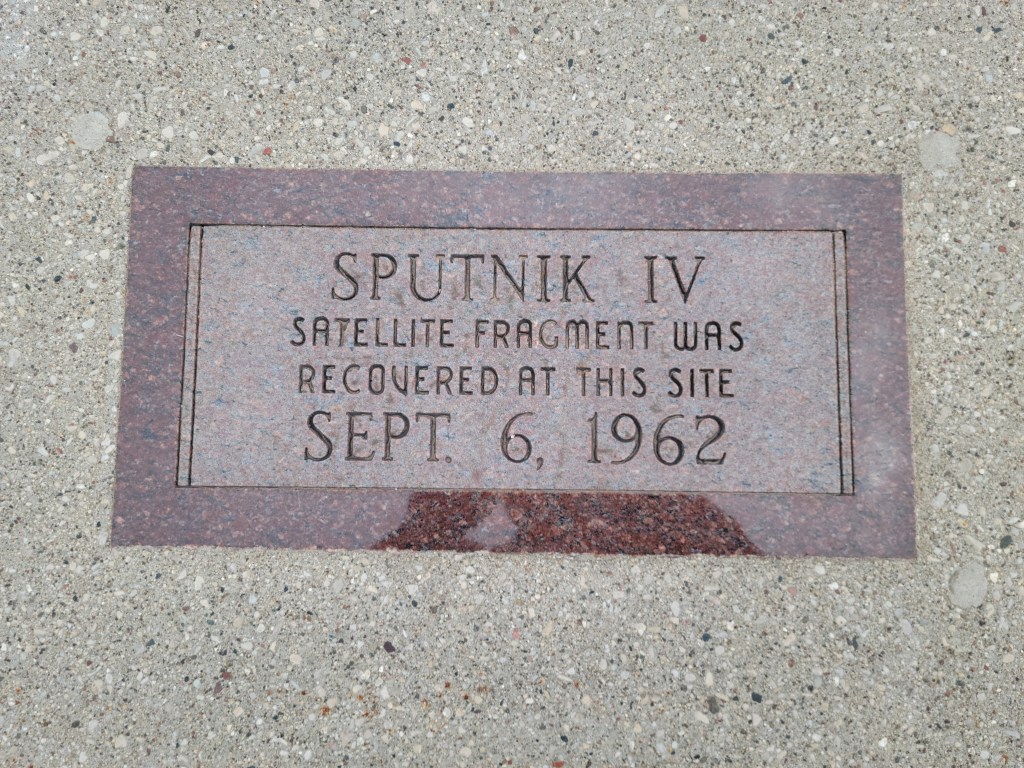 SPUTNIK IV
SATELLITE FRAGMENT WAS
RECOVERED AT THIS SITE
SEPT. 6, 1962